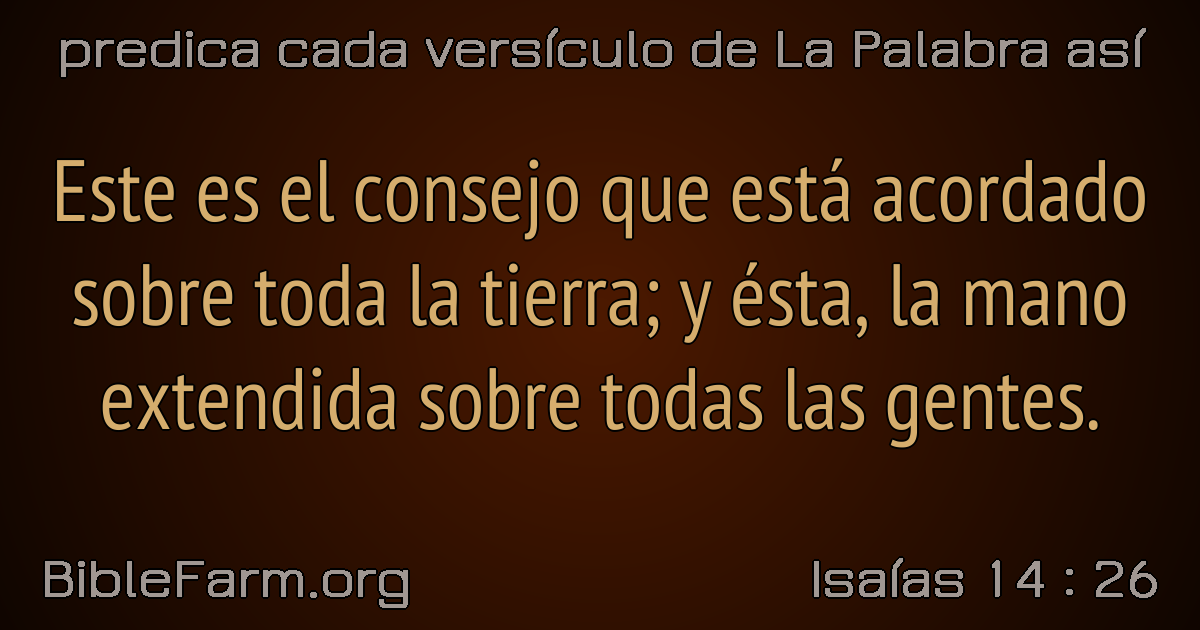 predica cada versículo de La Palabra así
Este es el consejo que está acordado
sobre toda la tierra; y ésta, la mano
extendida sobre todas las gentes.
BibleFarm.org
Isaías 14 : 26